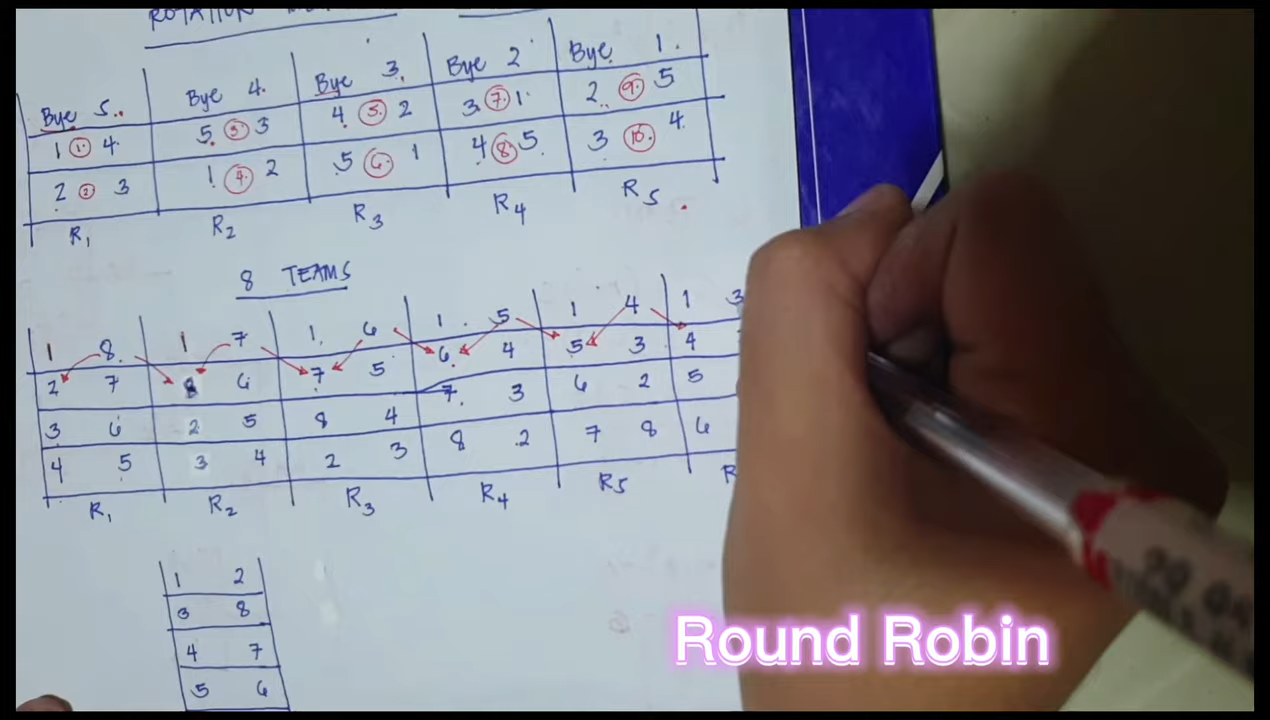 ROTATION
Bye 5.. Bye 4. Bye 3. Bye 2 Bye 1.
1 (1.) 4. 5. (3.) 3 4 (5.) 2 3. (7.) 1. 2 (9.) 5
2 (2) 3 1 (4.) 2 5 (6.) 1 4 (8) 5. 3 (10.) 4.
R1 R2 R3 R4 R5
8 TEAMS
1 8. 1 7 1. 6 1. 5 1 4 1 3
2 7 8 6 7 5 6 4 5 3 4
3 6 2 5 8 4 7. 3 6 2 5
4 5 3 4 2 3 8 2 7 8 6
R1 R2 R3 R4 R5 R
1 2
3 8
4 7
5 6
Round Robin